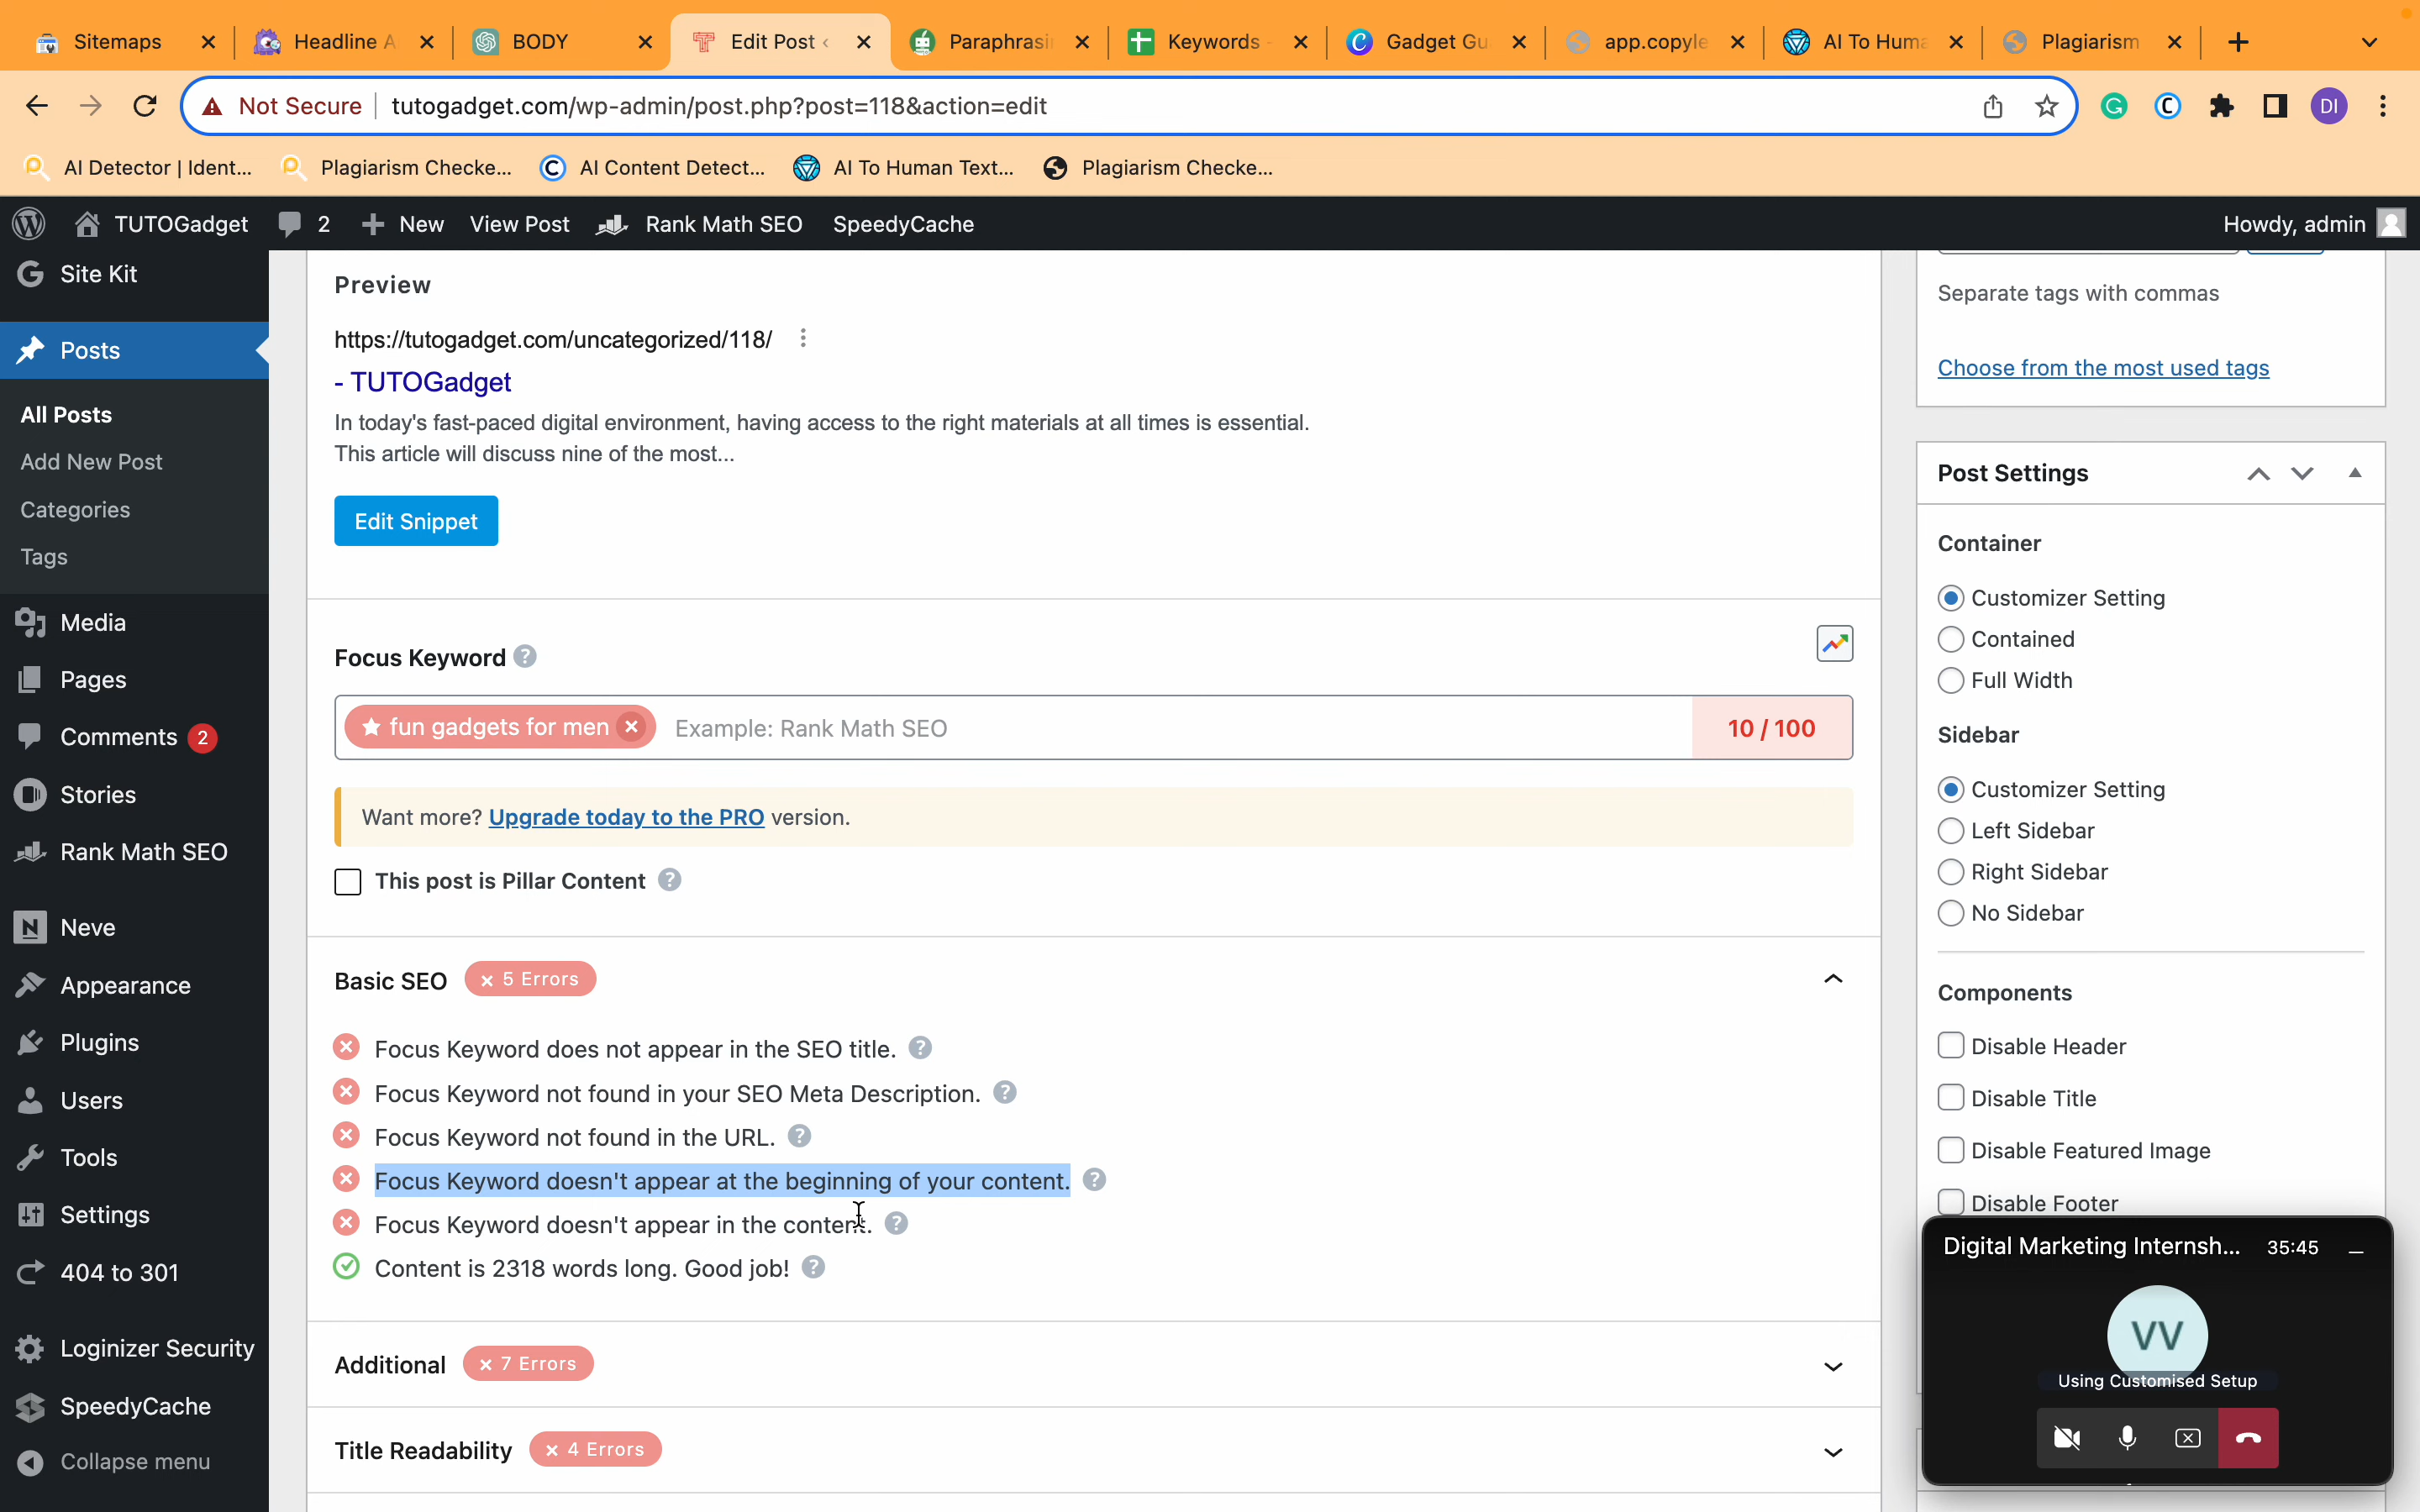 Sitemaps
Headline A
BODY
Edit Post ‹
Paraphrasi
Keywords -
Gadget Gu
app.copyle
AI To Huma
Plagiarism
Not Secure
tutogadget.com/wp-admin/post.php?post=118&action=edit
DI
AI Detector | Ident...
Plagiarism Checke...
AI Content Detect...
AI To Human Text...
Plagiarism Checke...
TUTOGadget
2
New
View Post
Rank Math SEO
SpeedyCache
Howdy, admin
Site Kit
Posts
All Posts
Add New Post
Categories
Tags
Media
Pages
Comments 2
Stories
Rank Math SEO
Neve
Appearance
Plugins
Users
Tools
Settings
404 to 301
Loginizer Security
SpeedyCache
Collapse menu
Preview
https://tutogadget.com/uncategorized/118/
- TUTOGadget
In today's fast-paced digital environment, having access to the right materials at all times is essential.
This article will discuss nine of the most...
Edit Snippet
Focus Keyword
fun gadgets for men
Example: Rank Math SEO
10 / 100
Want more? Upgrade today to the PRO version.
This post is Pillar Content
Basic SEO
5 Errors
Focus Keyword does not appear in the SEO title.
Focus Keyword not found in your SEO Meta Description.
Focus Keyword not found in the URL.
Focus Keyword doesn't appear at the beginning of your content.
Focus Keyword doesn't appear in the content.
Content is 2318 words long. Good job!
Additional
7 Errors
Title Readability
4 Errors
Separate tags with commas
Choose from the most used tags
Post Settings
Container
Customizer Setting
Contained
Full Width
Sidebar
Customizer Setting
Left Sidebar
Right Sidebar
No Sidebar
Components
Disable Header
Disable Title
Disable Featured Image
Disable Footer
Digital Marketing Internsh...
35:45
VV
Using Customised Setup